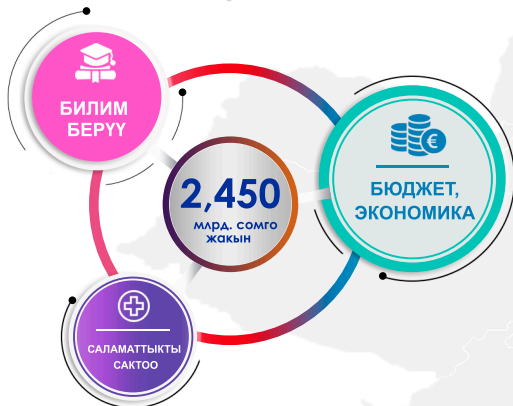 БИЛИМ
БЕРҮҮ
2,450
млрд. сомго
жакын
БЮДЖЕТ,
ЭКОНОМИКА
САЛАМАТТЫКТЫ
САКТОО